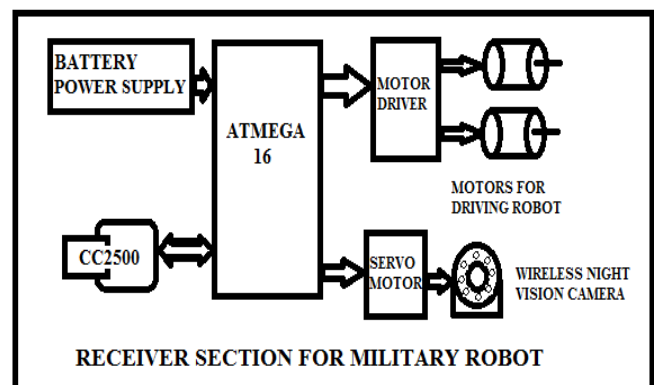 BATTERY
POWER SUPPLY
ATMEGA
16
MOTOR
DRIVER
MOTORS FOR
DRIVING ROBOT
CC2500
SERVO
MOTOR
WIRELESS NIGHT
VISION CAMERA
RECEIVER SECTION FOR MILITARY ROBOT